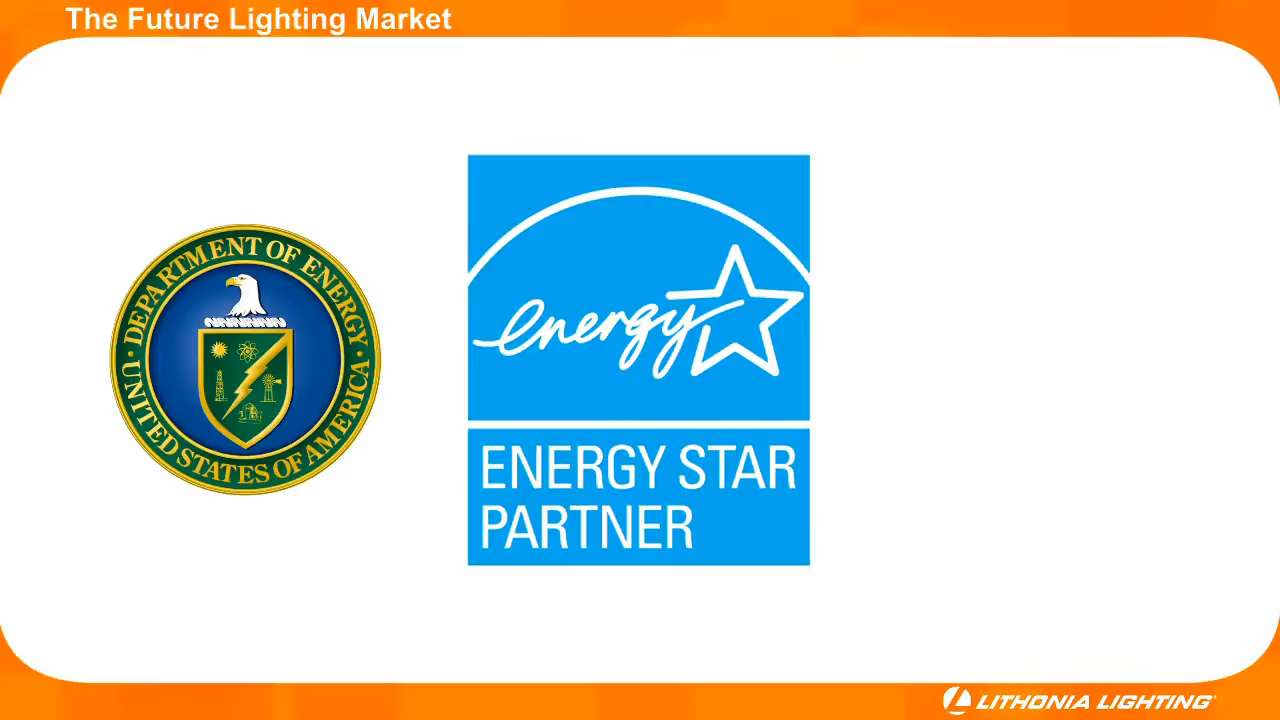 The Future Lighting Market
DEPARTMENT OF ENERGY
UNITED STATES OF AMERICA
energy
ENERGY STAR
PARTNER
LITHONIA LIGHTING®